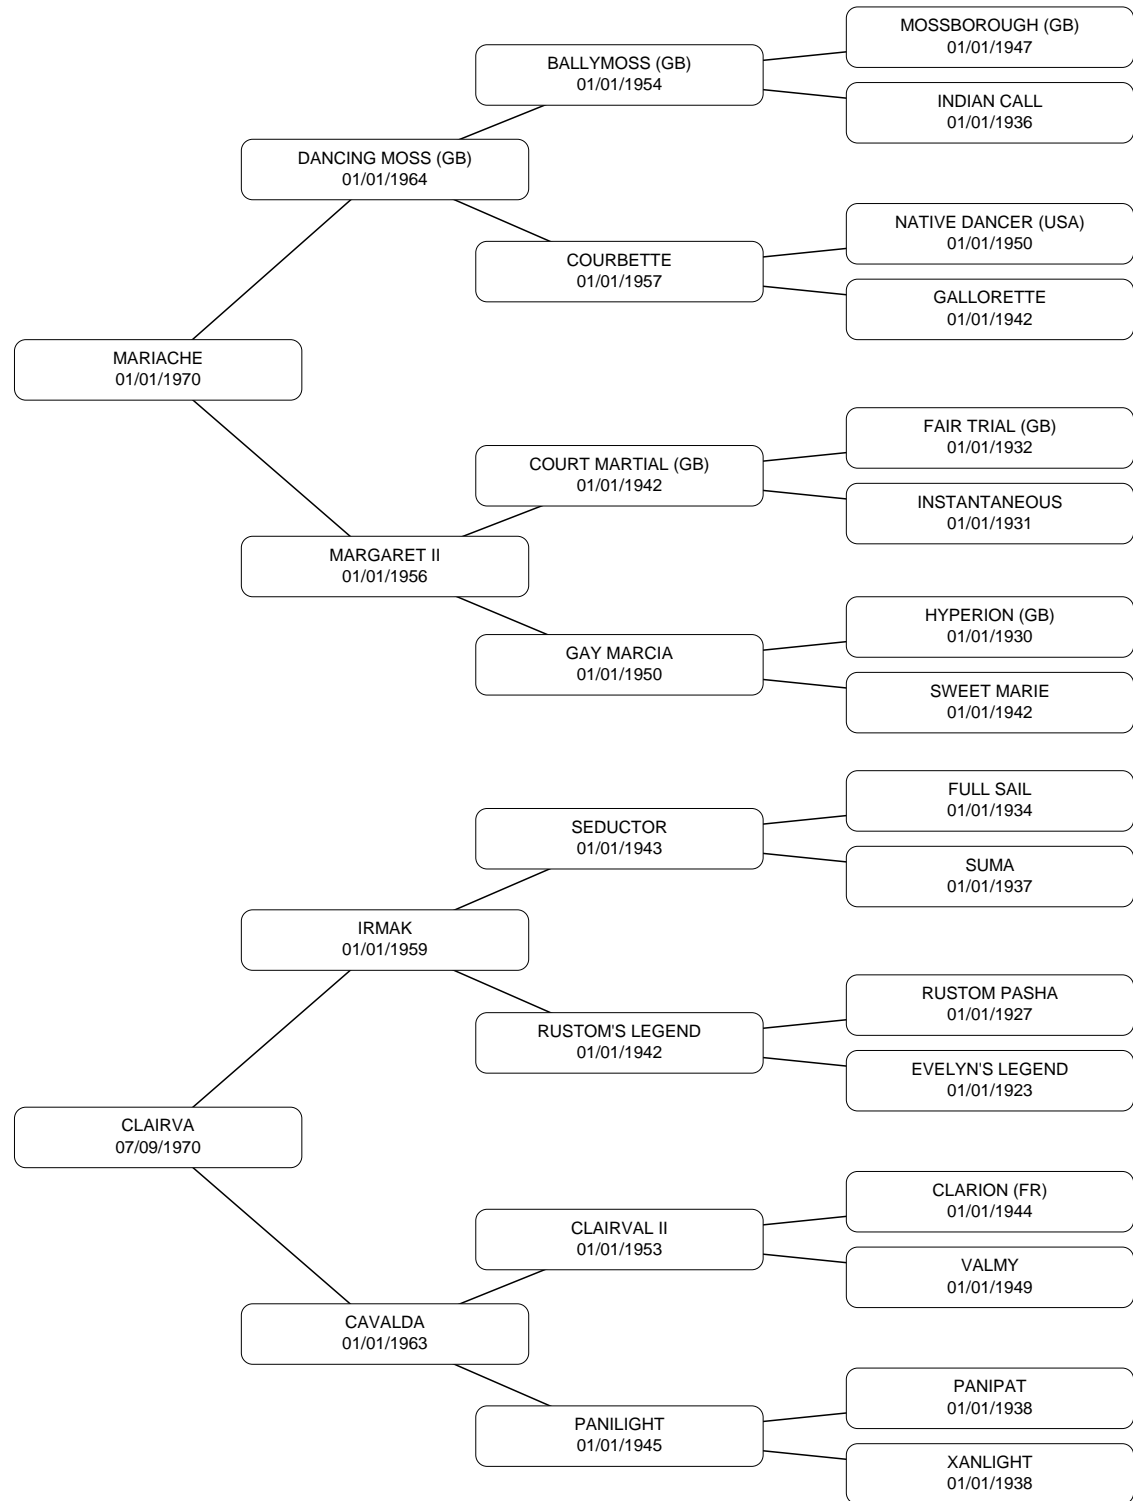 MOSSBOROUGH (GB)
01/01/1947
BALLYMOSS (GB)
01/01/1954
INDIAN CALL
01/01/1936
DANCING MOSS (GB)
01/01/1964
NATIVE DANCER (USA)
01/01/1950
COURBETTE
01/01/1957
GALLORETTE
01/01/1942
MARIACHE
01/01/1970
FAIR TRIAL (GB)
01/01/1932
COURT MARTIAL (GB)
01/01/1942
INSTANTANEOUS
01/01/1931
MARGARET II
01/01/1956
HYPERION (GB)
01/01/1930
GAY MARCIA
01/01/1950
SWEET MARIE
01/01/1942
FULL SAIL
01/01/1934
SEDUCTOR
01/01/1943
SUMA
01/01/1937
IRMAK
01/01/1959
RUSTOM PASHA
01/01/1927
RUSTOM'S LEGEND
01/01/1942
EVELYN'S LEGEND
01/01/1923
CLAIRVA
07/09/1970
CLARION (FR)
01/01/1944
CLAIRVAL II
01/01/1953
VALMY
01/01/1949
CAVALDA
01/01/1963
PANIPAT
01/01/1938
PANILIGHT
01/01/1945
XANLIGHT
01/01/1938